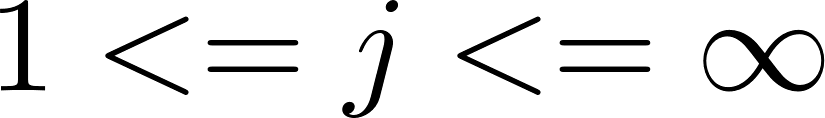 1 <= j <= ∞